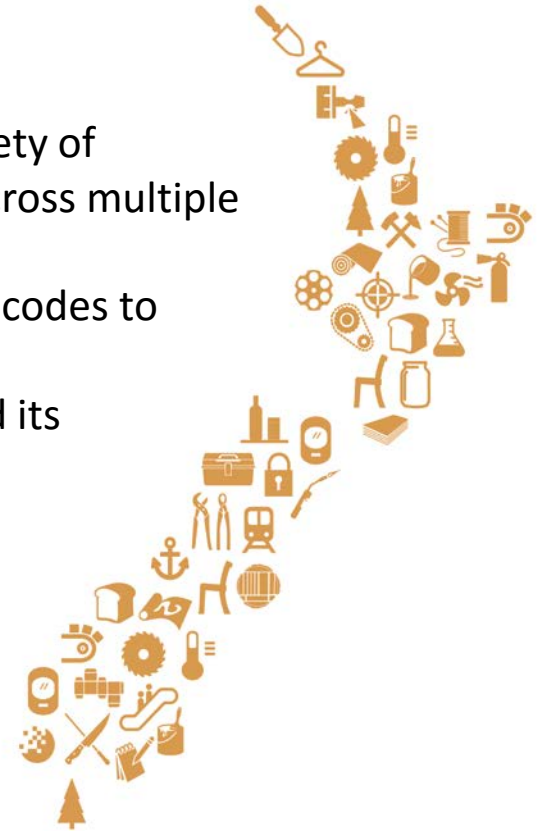 ety of
ross multiple
codes to
d its